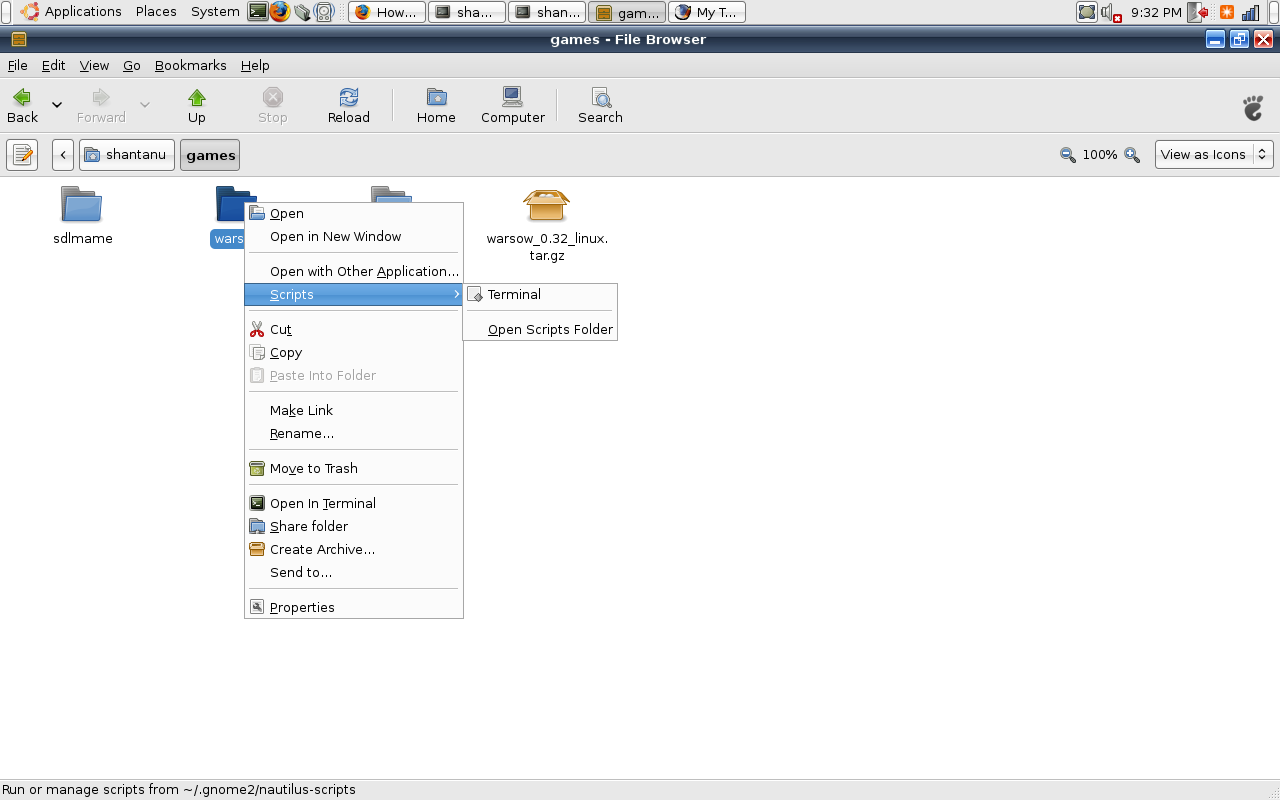 Applications Places System How... sha... shan... gam... My T... 9:32 PM
games - File Browser
File Edit View Go Bookmarks Help
Back Forward Up Stop Reload Home Computer Search
shantanu games 100% View as Icons
sdlmame
wars
warsow_0.32_linux.
tar.gz
Open
Open in New Window
Open with Other Application...
Scripts
Terminal
Open Scripts Folder
Cut
Copy
Paste Into Folder
Make Link
Rename...
Move to Trash
Open In Terminal
Share folder
Create Archive...
Send to...
Properties
Run or manage scripts from ~/.gnome2/nautilus-scripts